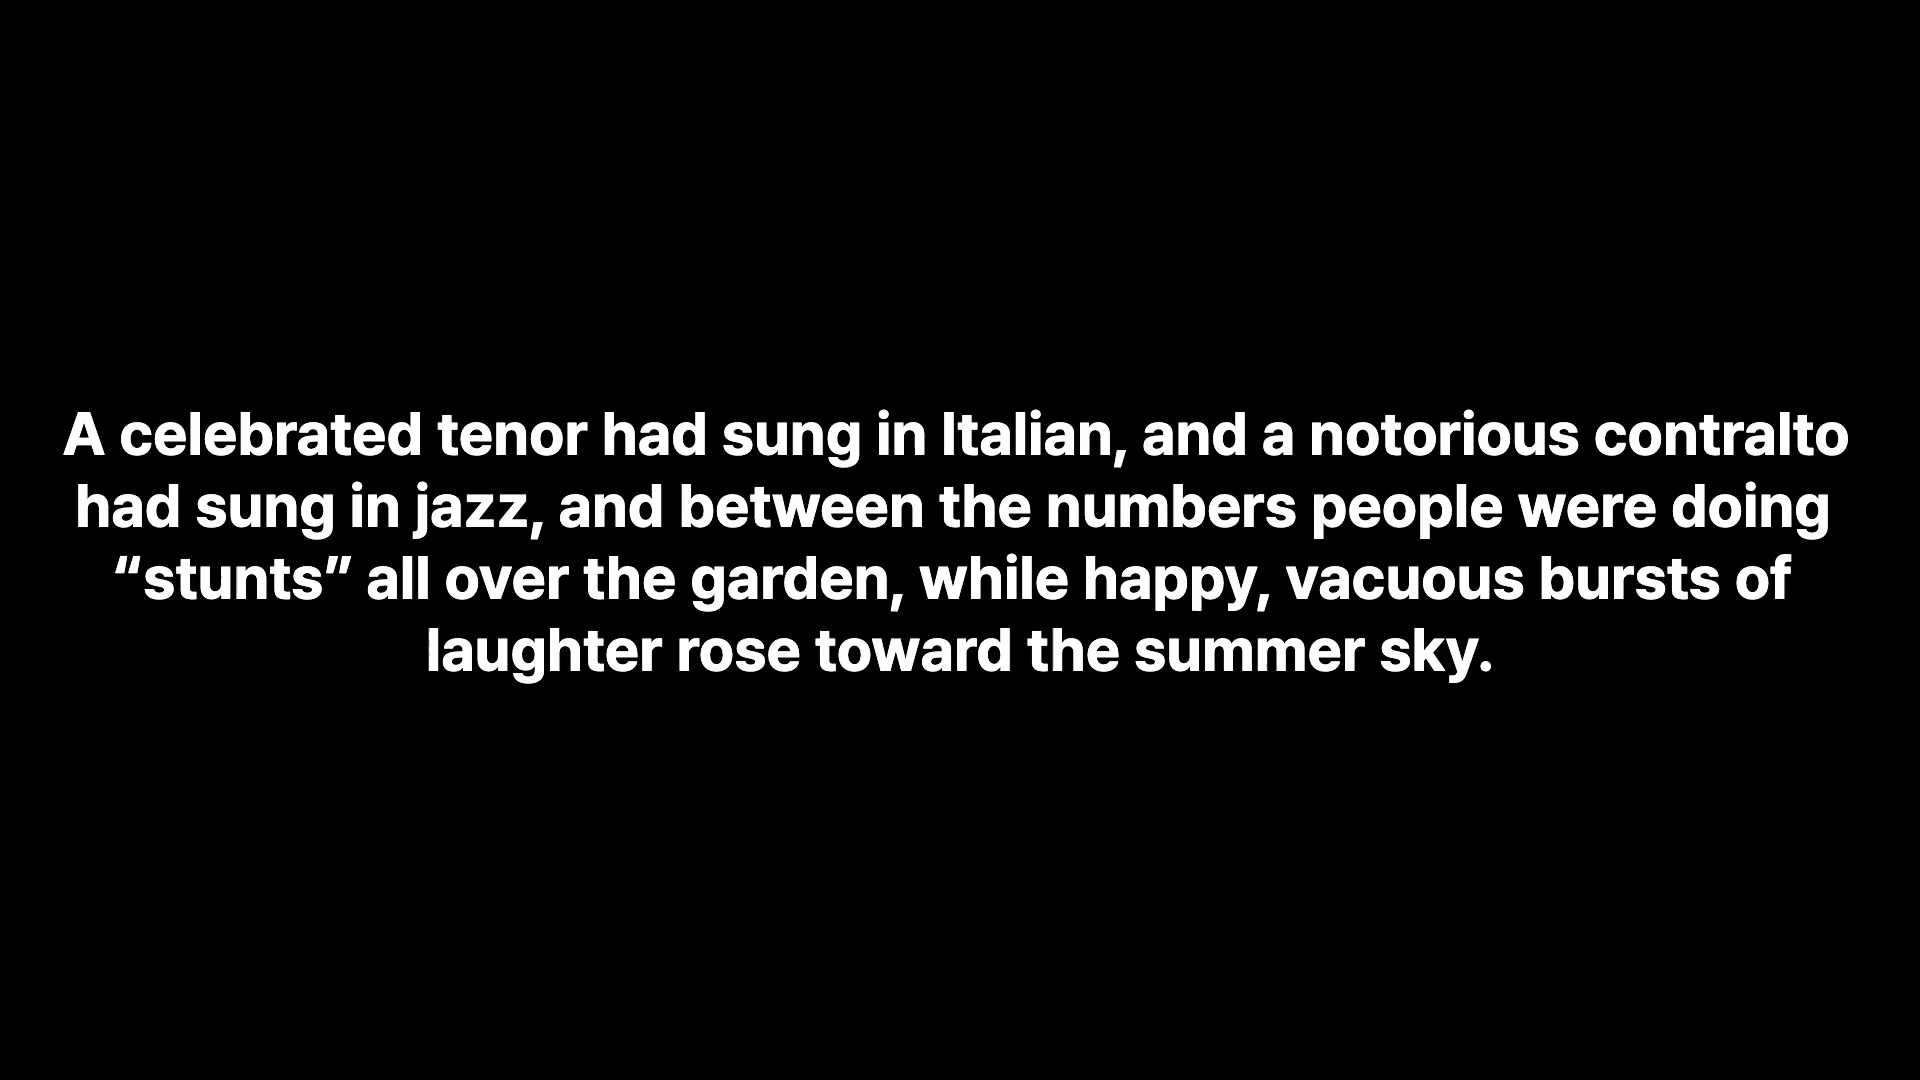 A celebrated tenor had sung in Italian, and a notorious contralto
had sung in jazz, and between the numbers people were doing
“stunts” all over the garden, while happy, vacuous bursts of
laughter rose toward the summer sky.